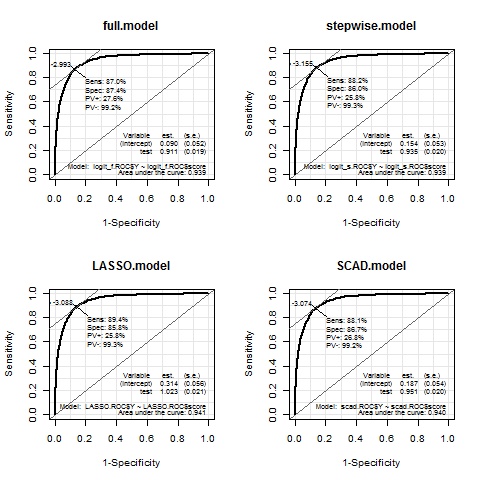 full.model
-2.993
Sens: 87.0%
Spec: 87.4%
PV+: 27.6%
PV-: 99.2%
Variable est. (s.e.)
(Intercept) 0.090 (0.052)
test 0.911 (0.019)
Model: logit_f.ROC$Y ~ logit_f.ROC$score
Area under the curve: 0.939
Sensitivity
0.0 0.2 0.4 0.6 0.8 1.0
0.0 0.2 0.4 0.6 0.8 1.0
1-Specificity
stepwise.model
-3.155
Sens: 88.2%
Spec: 86.0%
PV+: 25.8%
PV-: 99.3%
Variable est. (s.e.)
(Intercept) 0.154 (0.053)
test 0.935 (0.020)
Model: logit_s.ROC$Y ~ logit_s.ROC$score
Area under the curve: 0.939
Sensitivity
0.0 0.2 0.4 0.6 0.8 1.0
0.0 0.2 0.4 0.6 0.8 1.0
1-Specificity
LASSO.model
-3.088
Sens: 89.4%
Spec: 85.8%
PV+: 25.8%
PV-: 99.3%
Variable est. (s.e.)
(Intercept) 0.314 (0.056)
test 1.023 (0.021)
Model: LASSO.ROC$Y ~ LASSO.ROC$score
Area under the curve: 0.941
Sensitivity
0.0 0.2 0.4 0.6 0.8 1.0
0.0 0.2 0.4 0.6 0.8 1.0
1-Specificity
SCAD.model
-3.074
Sens: 88.1%
Spec: 86.7%
PV+: 26.8%
PV-: 99.2%
Variable est. (s.e.)
(Intercept) 0.187 (0.054)
test 0.951 (0.020)
Model: scad.ROC$Y ~ scad.ROC$score
Area under the curve: 0.940
Sensitivity
0.0 0.2 0.4 0.6 0.8 1.0
0.0 0.2 0.4 0.6 0.8 1.0
1-Specificity